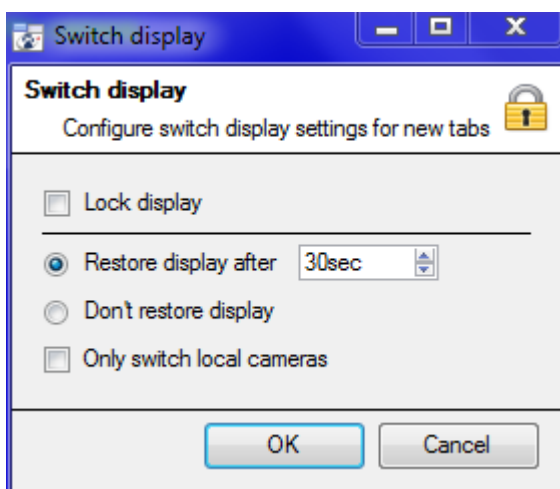 Switch display
Switch display
Configure switch display settings for new tabs
Lock display
Restore display after 30sec
Don't restore display
Only switch local cameras
OK Cancel